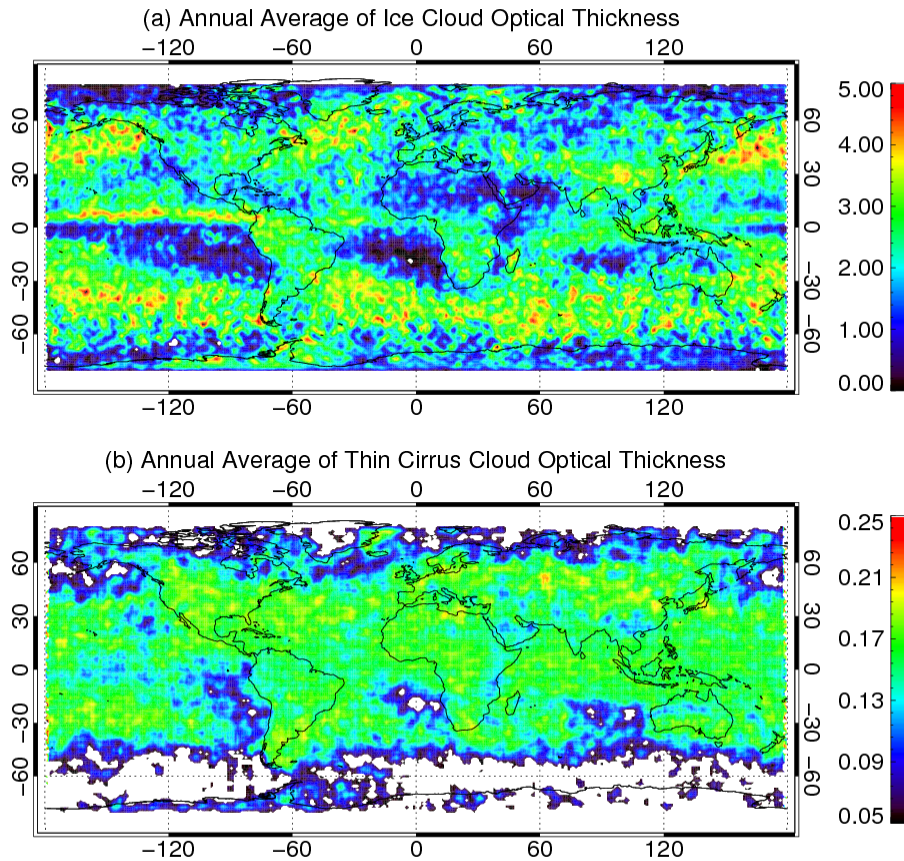 (a) Annual Average of Ice Cloud Optical Thickness
−120 −60 0 60 120
60 60 5.00
30 30 4.00
0 0 3.00
−30 −30 2.00
−60 −60 1.00
0.00
−120 −60 0 60 120
(b) Annual Average of Thin Cirrus Cloud Optical Thickness
−120 −60 0 60 120
60 60 0.25
30 30 0.21
0 0 0.17
−30 −30 0.13
−60 −60 0.09
0.05
−120 −60 0 60 120